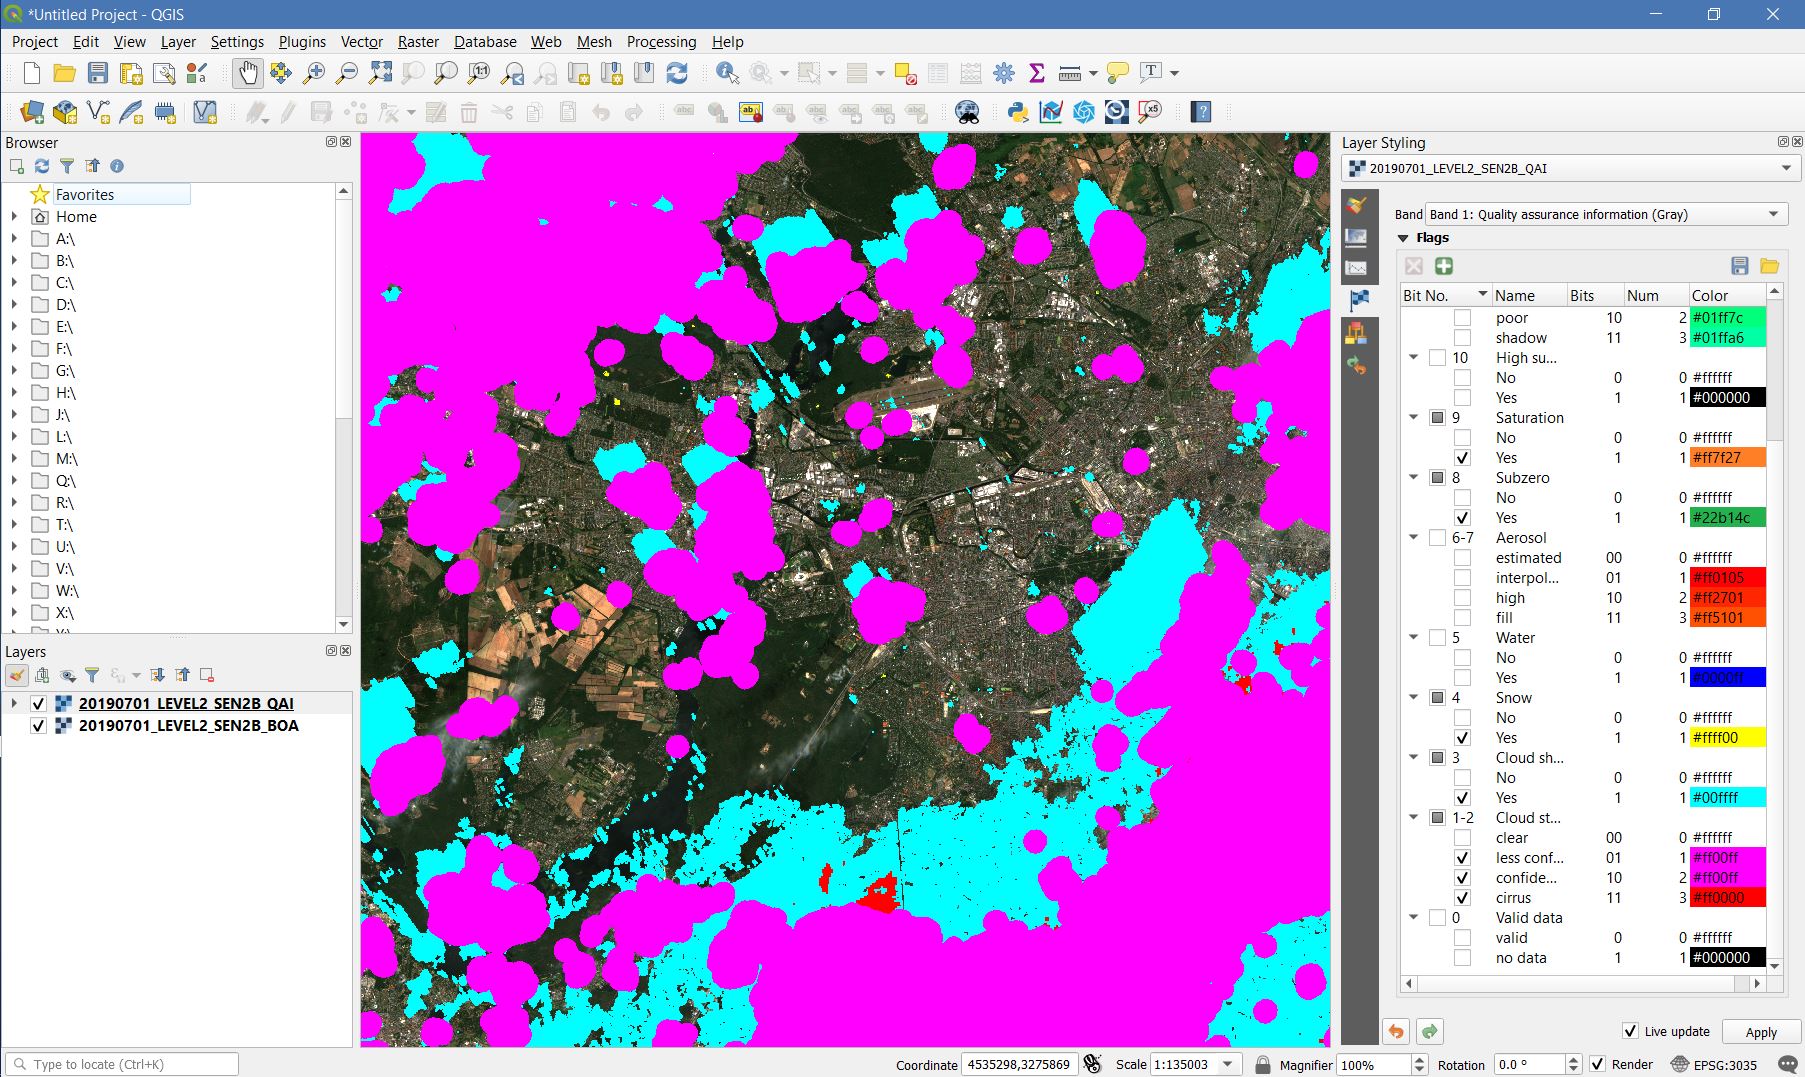 *Untitled Project - QGIS
Project Edit View Layer Settings Plugins Vector Raster Database Web Mesh Processing Help
Browser
Favorites
Home
A:\
B:\
C:\
D:\
E:\
F:\
G:\
H:\
J:\
L:\
M:\
Q:\
R:\
T:\
U:\
V:\
W:\
X:\
Layers
20190701_LEVEL2_SEN2B_QAI
20190701_LEVEL2_SEN2B_BOA
Layer Styling
20190701_LEVEL2_SEN2B_QAI
Band Band 1: Quality assurance information (Gray)
Flags
Bit No. Name Bits Num Color
poor 10 2 #01ff7c
shadow 11 3 #01ffa6
10 High su...
No 0 0 #ffffff
Yes 1 1 #000000
9 Saturation
No 0 0 #ffffff
Yes 1 1 #ff7f27
8 Subzero
No 0 0 #ffffff
Yes 1 1 #22b14c
6-7 Aerosol
estimated 00 0 #ffffff
interpol... 01 1 #ff0105
high 10 2 #ff2701
fill 11 3 #ff5101
5 Water
No 0 0 #ffffff
Yes 1 1 #0000ff
4 Snow
No 0 0 #ffffff
Yes 1 1 #ffff00
3 Cloud sh...
No 0 0 #ffffff
Yes 1 1 #00ffff
1-2 Cloud st...
clear 00 0 #ffffff
less conf... 01 1 #ff00ff
confide... 10 2 #ff00ff
cirrus 11 3 #ff0000
0 Valid data
valid 0 0 #ffffff
no data 1 1 #000000
Live update Apply
Type to locate (Ctrl+K) Coordinate 4535298,3275869 Scale 1:135003 Magnifier 100% Rotation 0.0 ° Render EPSG:3035